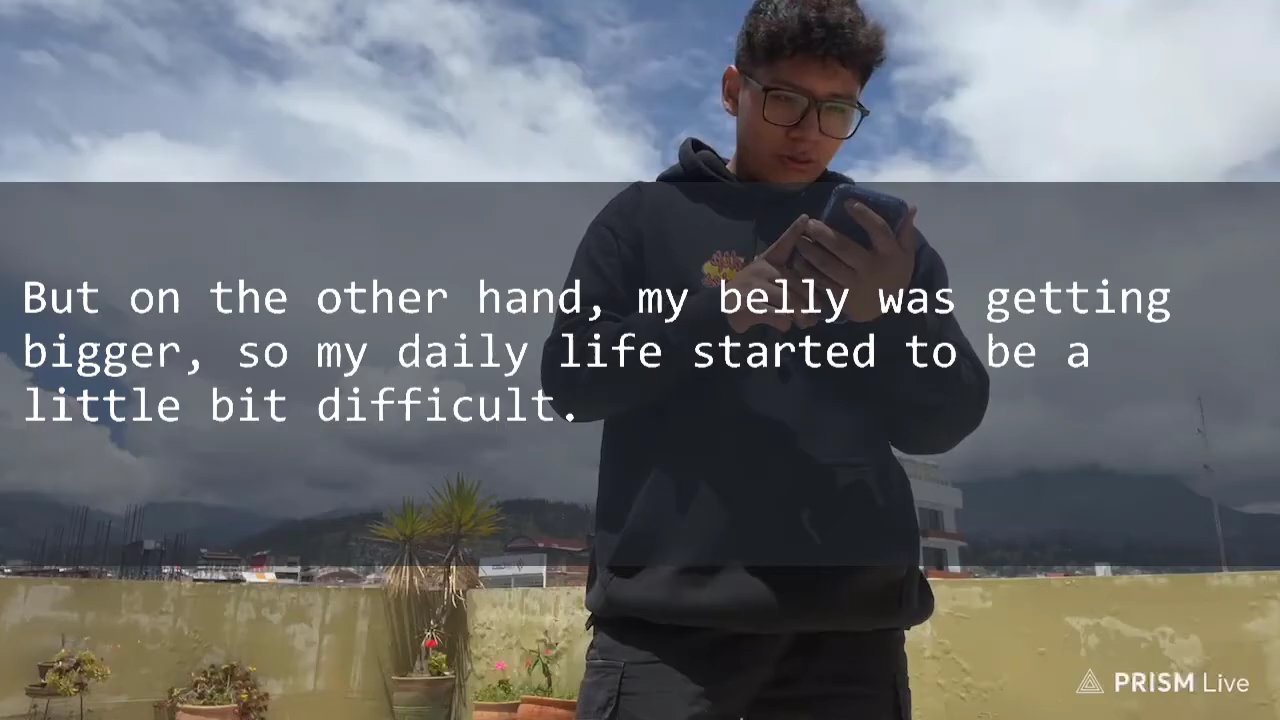 But on the other hand, my belly was getting
bigger, so my daily life started to be a
little bit difficult.
PRISM Live